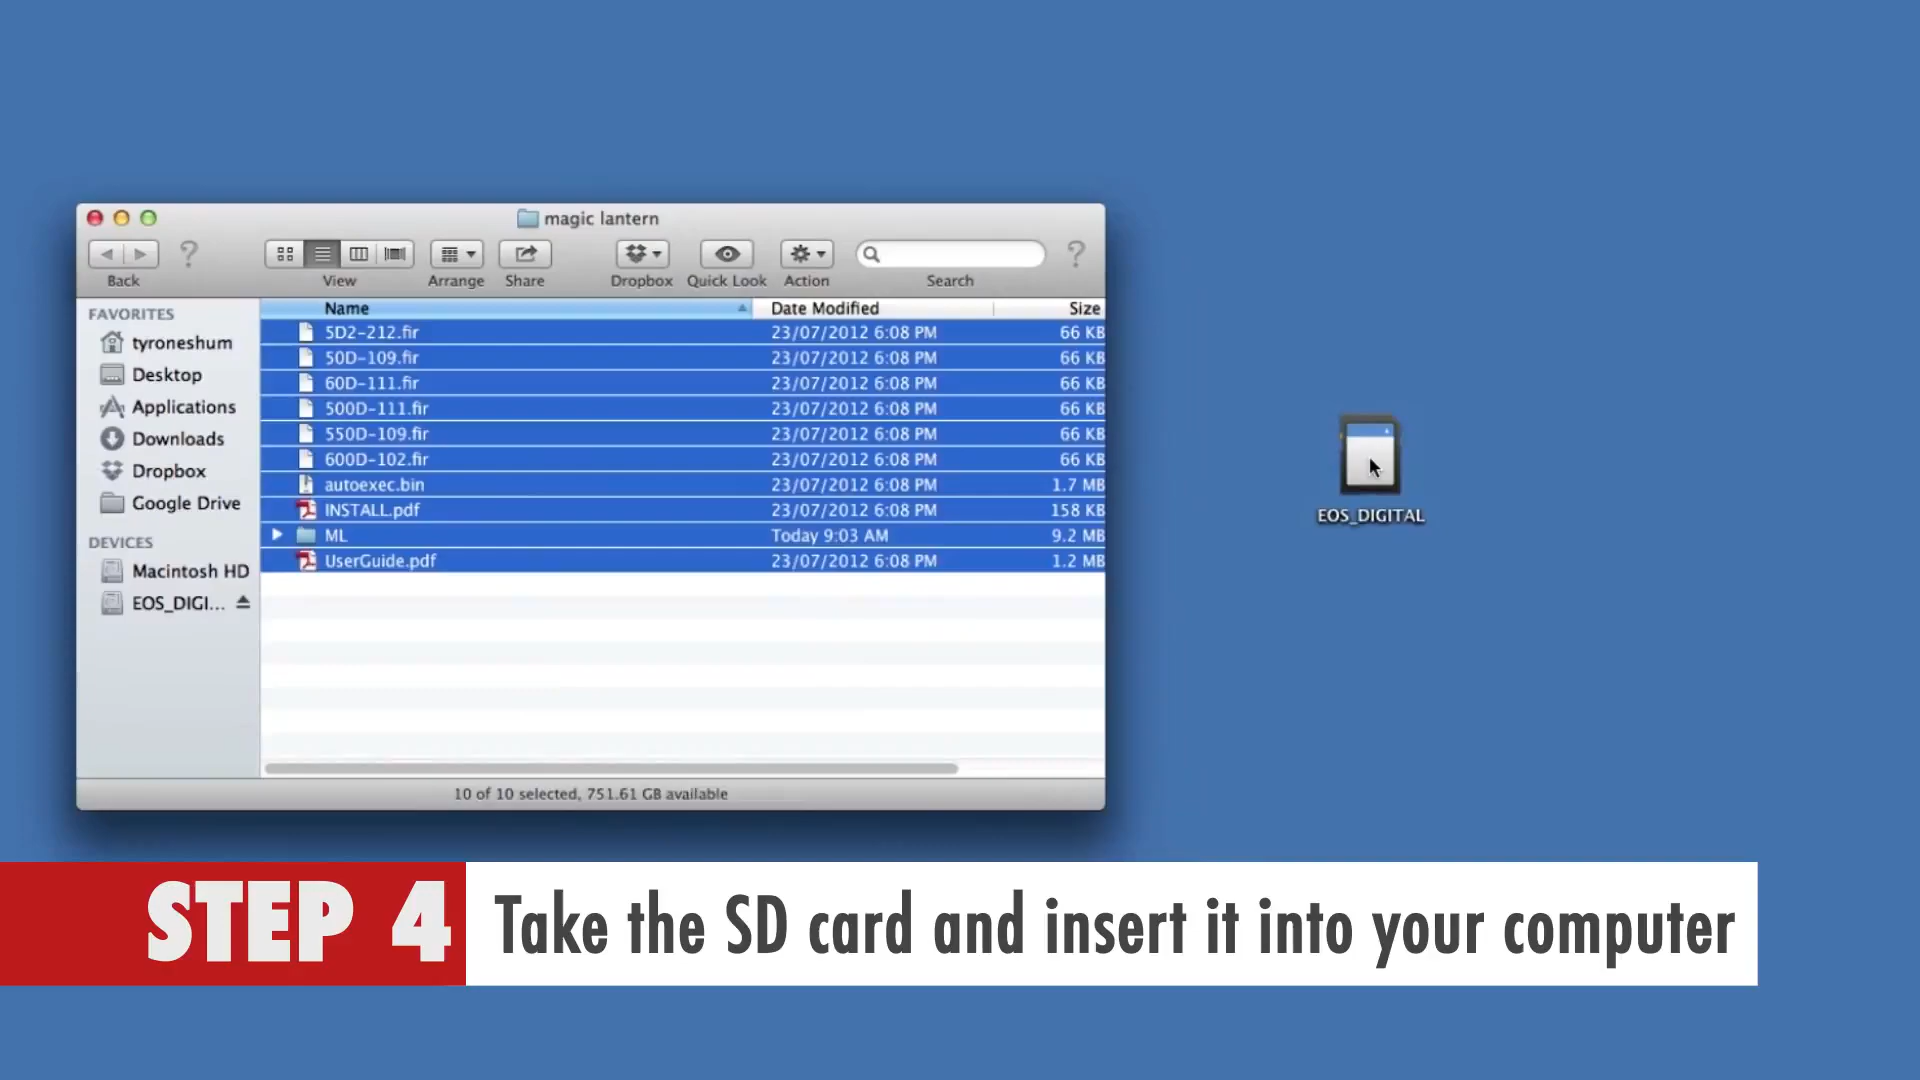 magic lantern
Back
View
Arrange
Share
Dropbox
Quick Look
Action
Search
FAVORITES
tyroneshum
Desktop
Applications
Downloads
Dropbox
Google Drive
DEVICES
Macintosh HD
EOS_DIGI...
Name Date Modified Size
5D2-212.fir 23/07/2012 6:08 PM 66 KB
50D-109.fir 23/07/2012 6:08 PM 66 KB
60D-111.fir 23/07/2012 6:08 PM 66 KB
500D-111.fir 23/07/2012 6:08 PM 66 KB
550D-109.fir 23/07/2012 6:08 PM 66 KB
600D-102.fir 23/07/2012 6:08 PM 66 KB
autoexec.bin 23/07/2012 6:08 PM 1.7 MB
INSTALL.pdf 23/07/2012 6:08 PM 158 KB
ML Today 9:03 AM 9.2 MB
UserGuide.pdf 23/07/2012 6:08 PM 1.2 MB
10 of 10 selected, 751.61 GB available
EOS_DIGITAL
STEP 4 Take the SD card and insert it into your computer